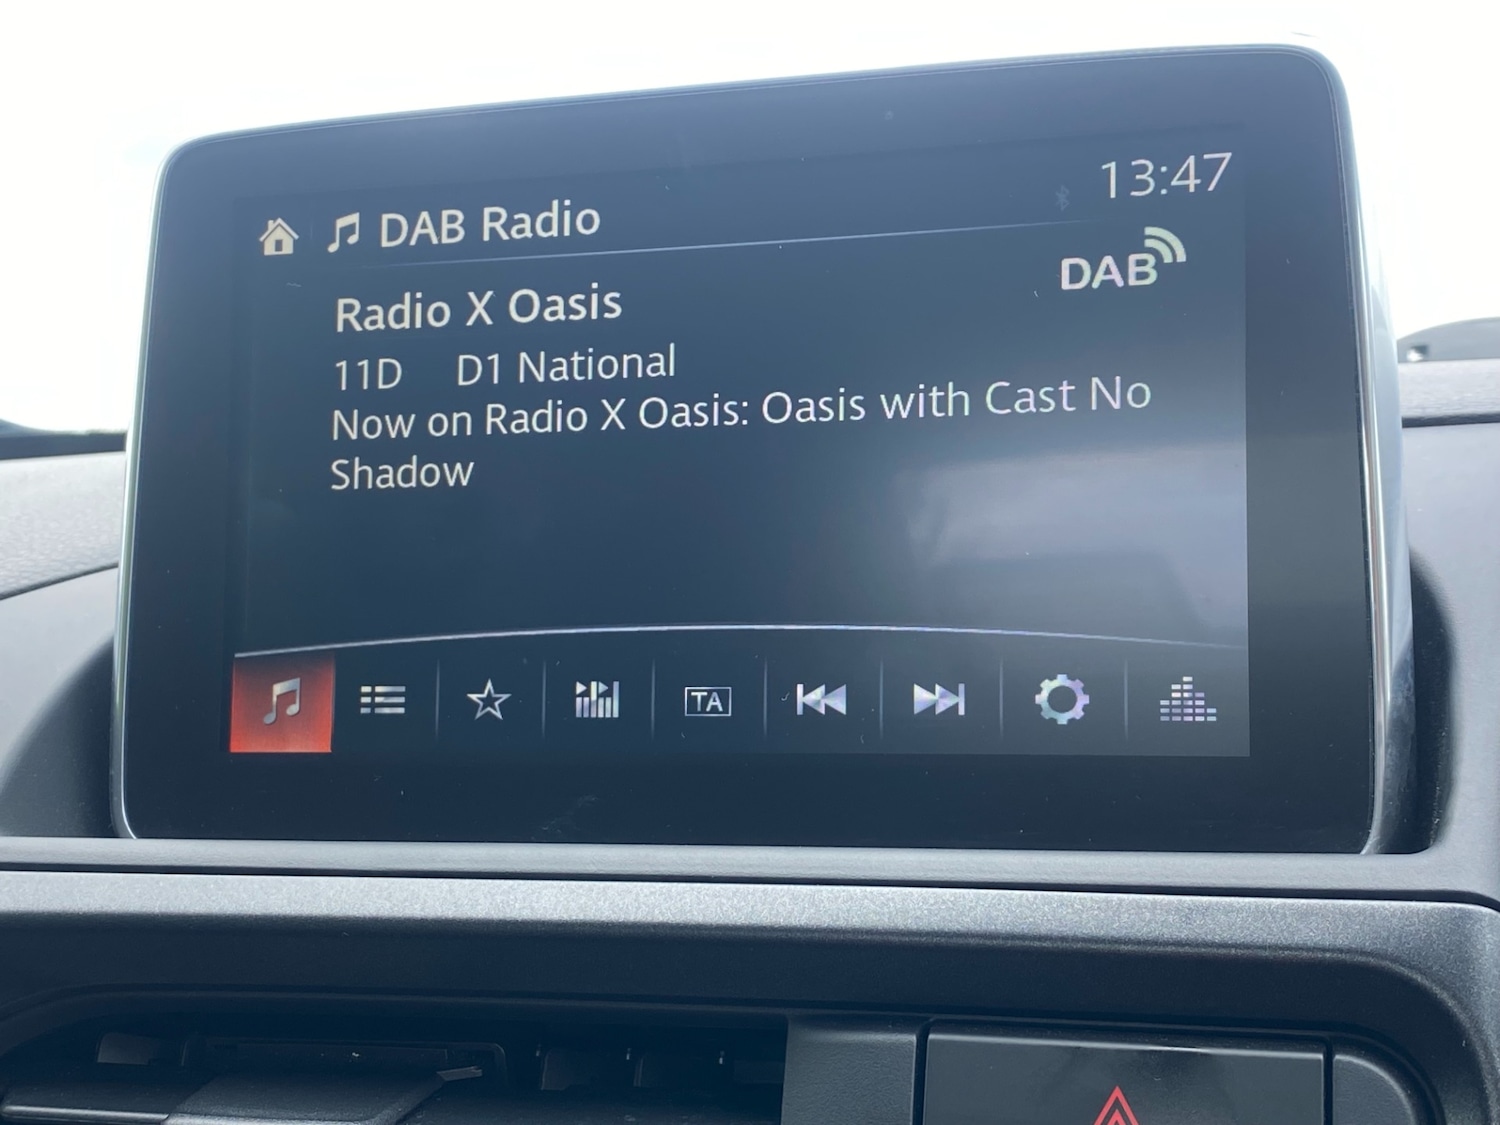 13:47
DAB Radio
DAB
Radio X Oasis
11D D1 National
Now on Radio X Oasis: Oasis with Cast No
Shadow
TA